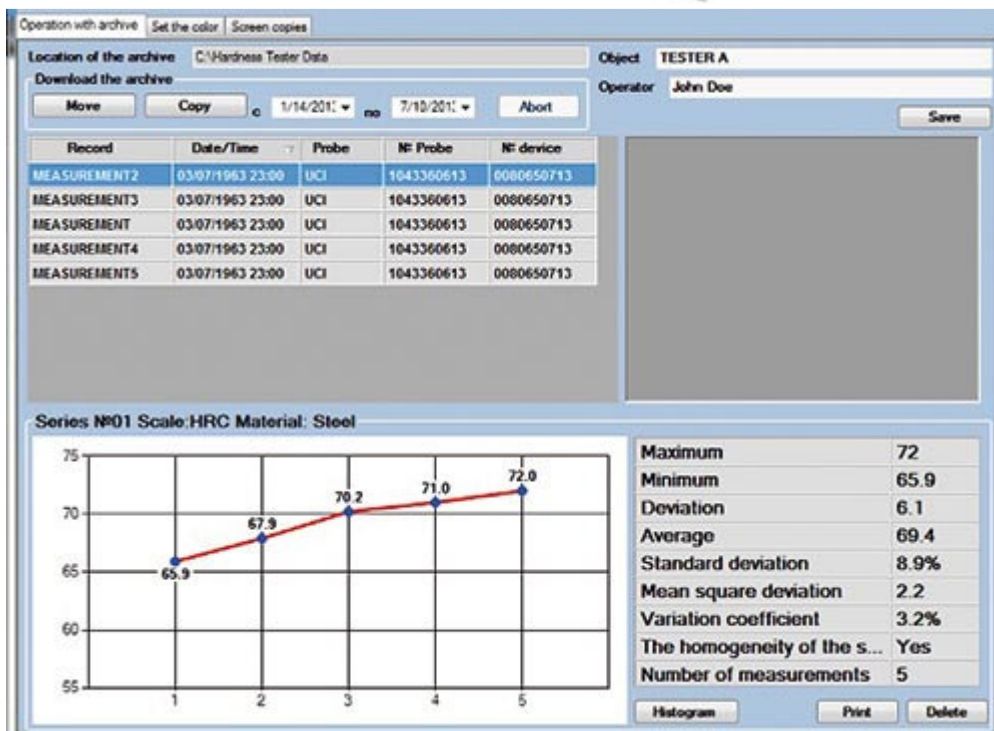 Operation with archive Set the color Screen copies
Location of the archive C:\Hardness Tester Data
Object TESTER A
Download the archive
Operator John Doe
Move Copy c 1/14/201 no 7/10/201 Abort
Save
Record Date/Time Probe № Probe № device
MEASUREMENT2 03/07/1963 23:00 UCI 1043360613 0080650713
MEASUREMENT3 03/07/1963 23:00 UCI 1043360613 0080650713
MEASUREMENT 03/07/1963 23:00 UCI 1043360613 0080650713
MEASUREMENT4 03/07/1963 23:00 UCI 1043360613 0080650713
MEASUREMENT5 03/07/1963 23:00 UCI 1043360613 0080650713
Series №01 Scale:HRC Material: Steel
75
70
65
60
55
65.9
67.9
70.2
71.0
72.0
1 2 3 4 5
Maximum 72
Minimum 65.9
Deviation 6.1
Average 69.4
Standard deviation 8.9%
Mean square deviation 2.2
Variation coefficient 3.2%
The homogeneity of the s... Yes
Number of measurements 5
Histogram Print Delete